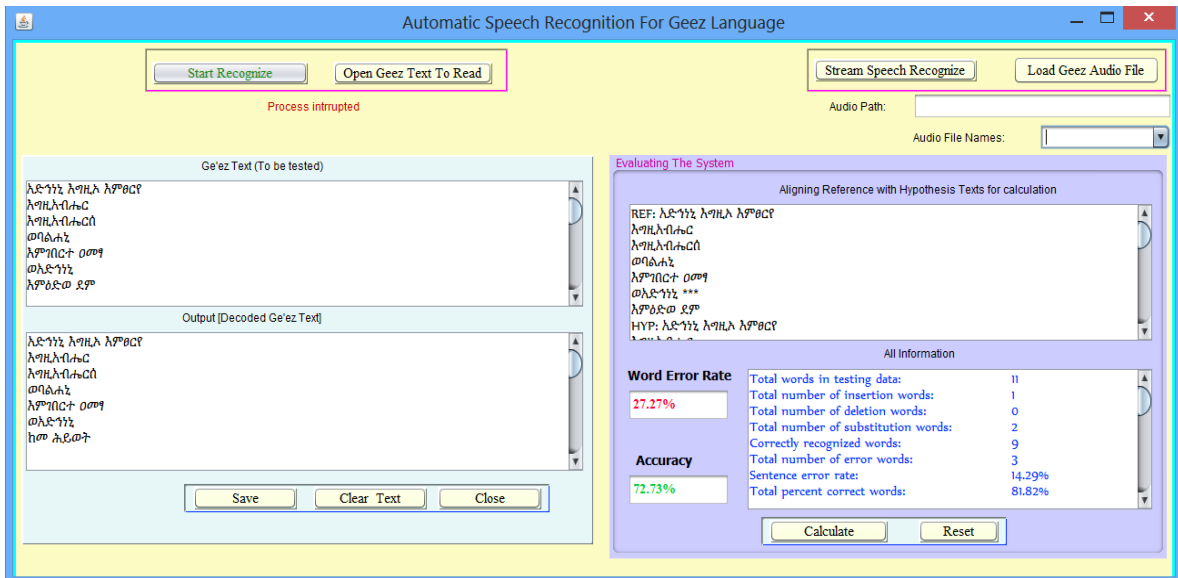 Automatic Speech Recognition For Geez Language
Start Recognize
Open Geez Text To Read
Stream Speech Recognize
Load Geez Audio File
Process intrrupted
Audio Path:
Audio File Names:
Ge'ez Text (To be tested)
አድኅነኒ እግዚኦ እምፀርየ
እግዚአብሔር
እግዚአብሔርሰ
ወባልሐኒ
እምገበርተ ዐመፃ
ወአድኅነኒ
እምዕድወ ደም
Output [Decoded Ge'ez Text]
አድኅነኒ እግዚኦ እምፀርየ
እግዚአብሔር
እግዚአብሔርሰ
ወባልሐኒ
እምገበርተ ዐመፃ
ወአድኅነኒ
ከመ ሕይወት
Save
Clear Text
Close
Evaluating The System
Aligning Reference with Hypothesis Texts for calculation
REF: አድኅነኒ እግዚኦ እምፀርየ
እግዚአብሔር
እግዚአብሔርሰ
ወባልሐኒ
እምገበርተ ዐመፃ
ወአድኅነኒ ***
እምዕድወ ደም
HYP: አድኅነኒ እግዚኦ እምፀርየ
All Information
Word Error Rate
27.27%
Accuracy
72.73%
Total words in testing data: 11
Total number of insertion words: 1
Total number of deletion words: 0
Total number of substitution words: 2
Correctly recognized words: 9
Total number of error words: 3
Sentence error rate: 14.29%
Total percent correct words: 81.82%
Calculate
Reset